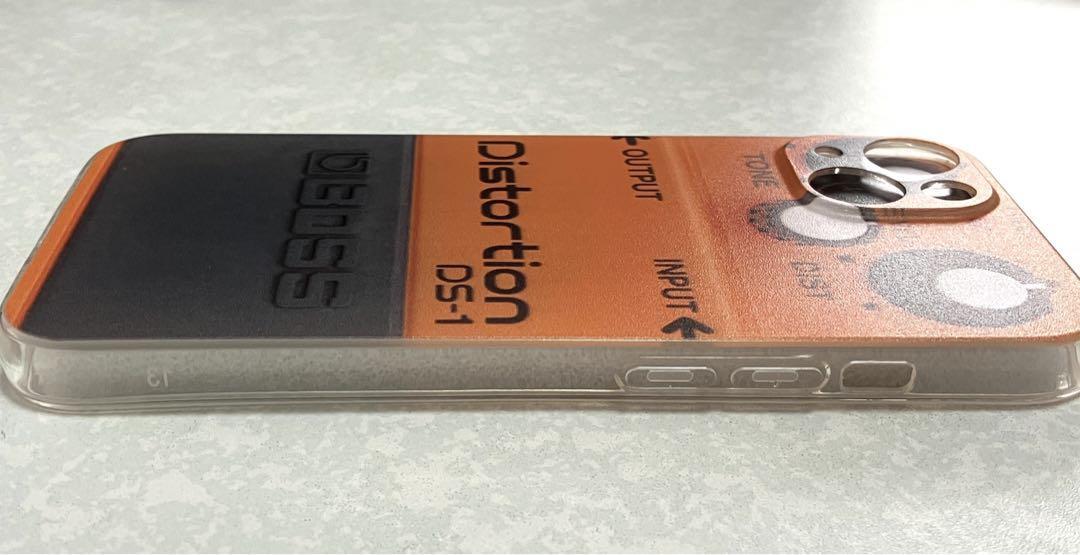 TONE
DIST
OUTPUT
INPUT
Distortion
DS-1
BOSS
13